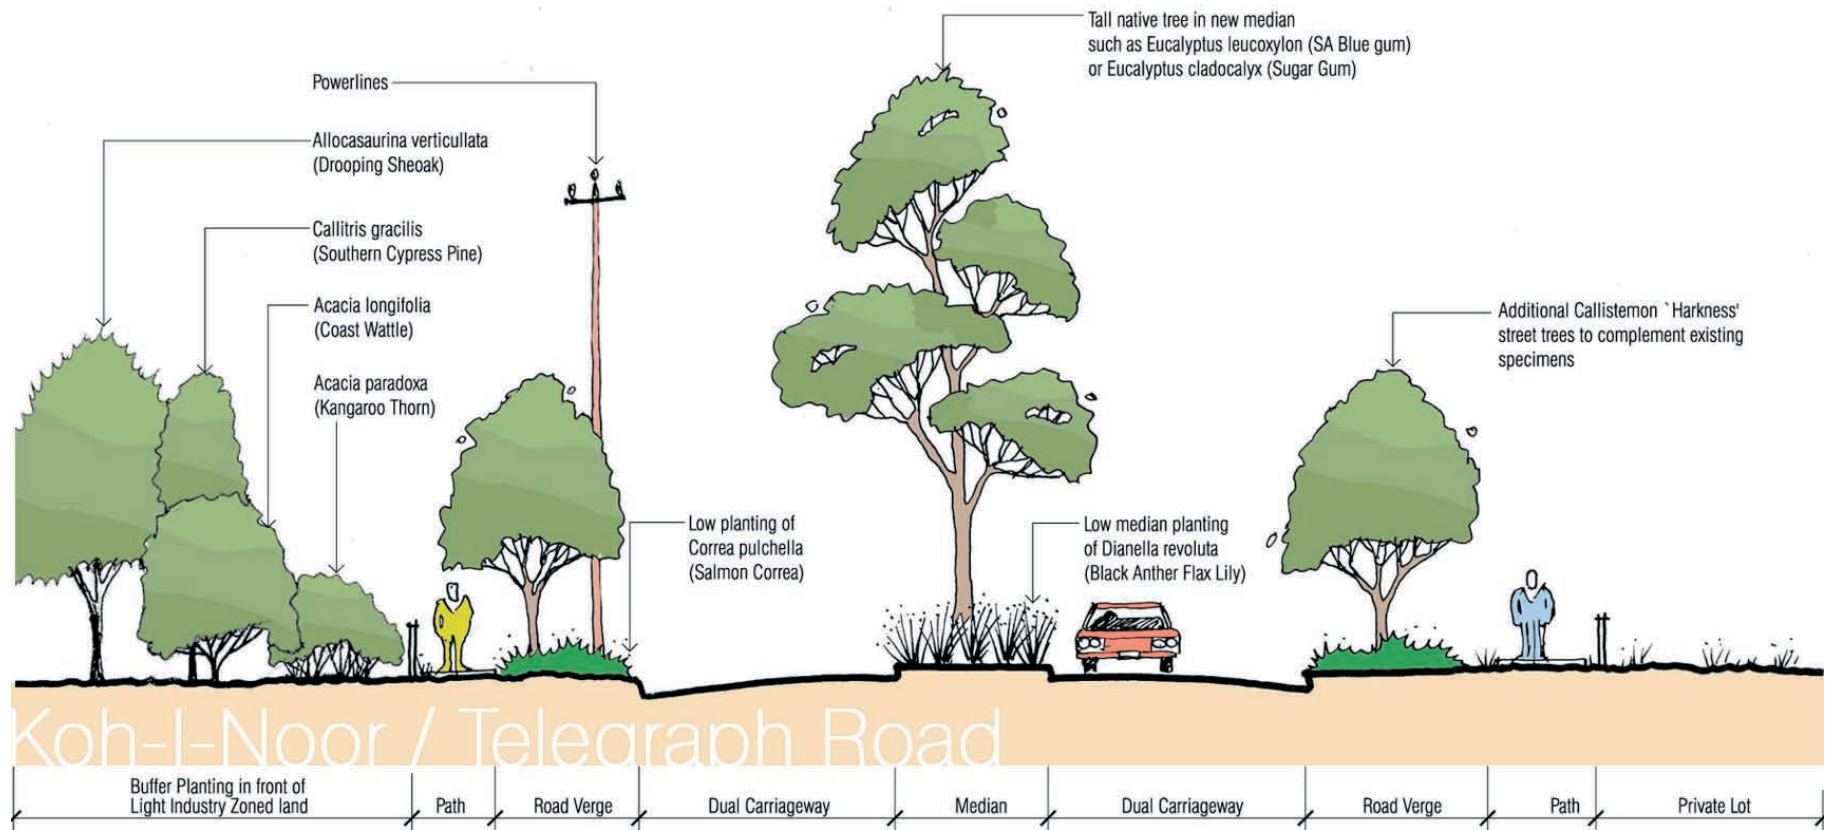 Tall native tree in new median
such as Eucalyptus leucoxylon (SA Blue gum)
or Eucalyptus cladocalyx (Sugar Gum)
Powerlines
Allocasaurina verticullata
(Drooping Sheoak)
Callitris gracilis
(Southern Cypress Pine)
Acacia longifolia
(Coast Wattle)
Acacia paradoxa
(Kangaroo Thorn)
Additional Callistemon `Harkness'
street trees to complement existing
specimens
Low planting of
Correa pulchella
(Salmon Correa)
Low median planting
of Dianella revoluta
(Black Anther Flax Lily)
Koh-I-Noor / Telegraph Road
Buffer Planting in front of
Light Industry Zoned land
Path
Road Verge
Dual Carriageway
Median
Dual Carriageway
Road Verge
Path
Private Lot